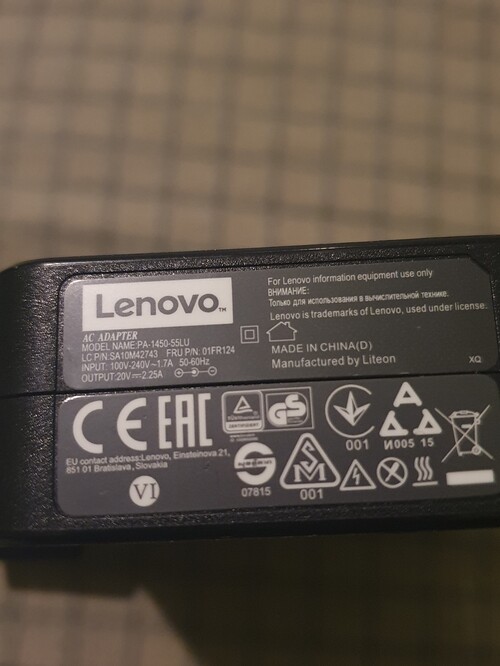 Lenovo™
AC ADAPTER
MODEL NAME:PA-1450-55LU
LC P/N:SA10M42743 FRU P/N: 01FR124
INPUT: 100V-240V~1.7A 50-60Hz
OUTPUT:20V⎓2.25A
For Lenovo information equipment use only
ВНИМАНИЕ:
Только для использования в вычислительной технике.
Lenovo is trademarks of Lenovo, used under license.
MADE IN CHINA(D)
Manufactured by Liteon
XQ
CE EAC
GS
001
И005 15
EU contact address:Lenovo, Einsteinova 21,
851 01 Bratislava , Slovakia
VI
07815
001